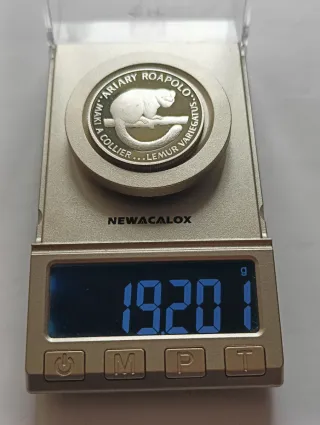 ·ARIARY ROAPOLO·
·MAKI A COLLIER...LEMUR VARIEGATUS·
NEWACALOX
g
19.201
M P T